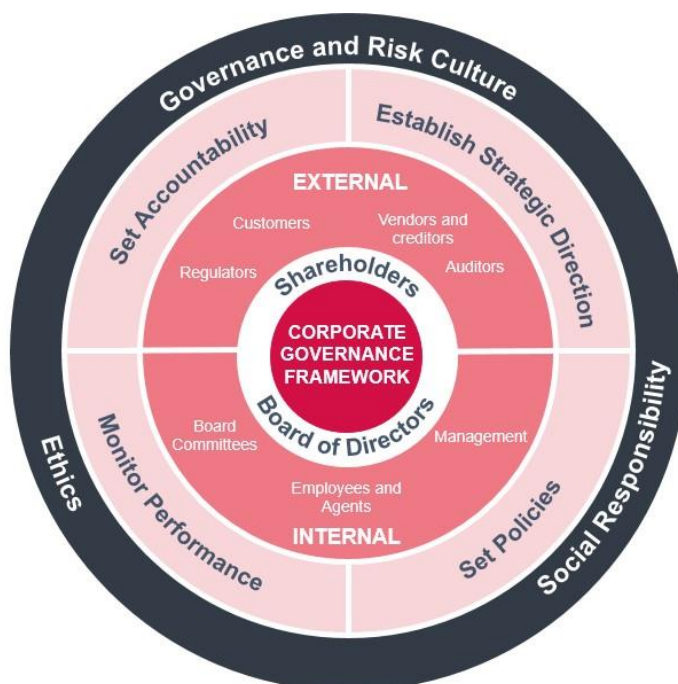 Governance and Risk Culture
Set Accountability
Establish Strategic Direction
EXTERNAL
Customers
Vendors and
creditors
Regulators
Auditors
Shareholders
CORPORATE
GOVERNANCE
FRAMEWORK
Board of Directors
Board
Committees
Management
Employees and
Agents
INTERNAL
Monitor Performance
Set Policies
Ethics
Social Responsibility